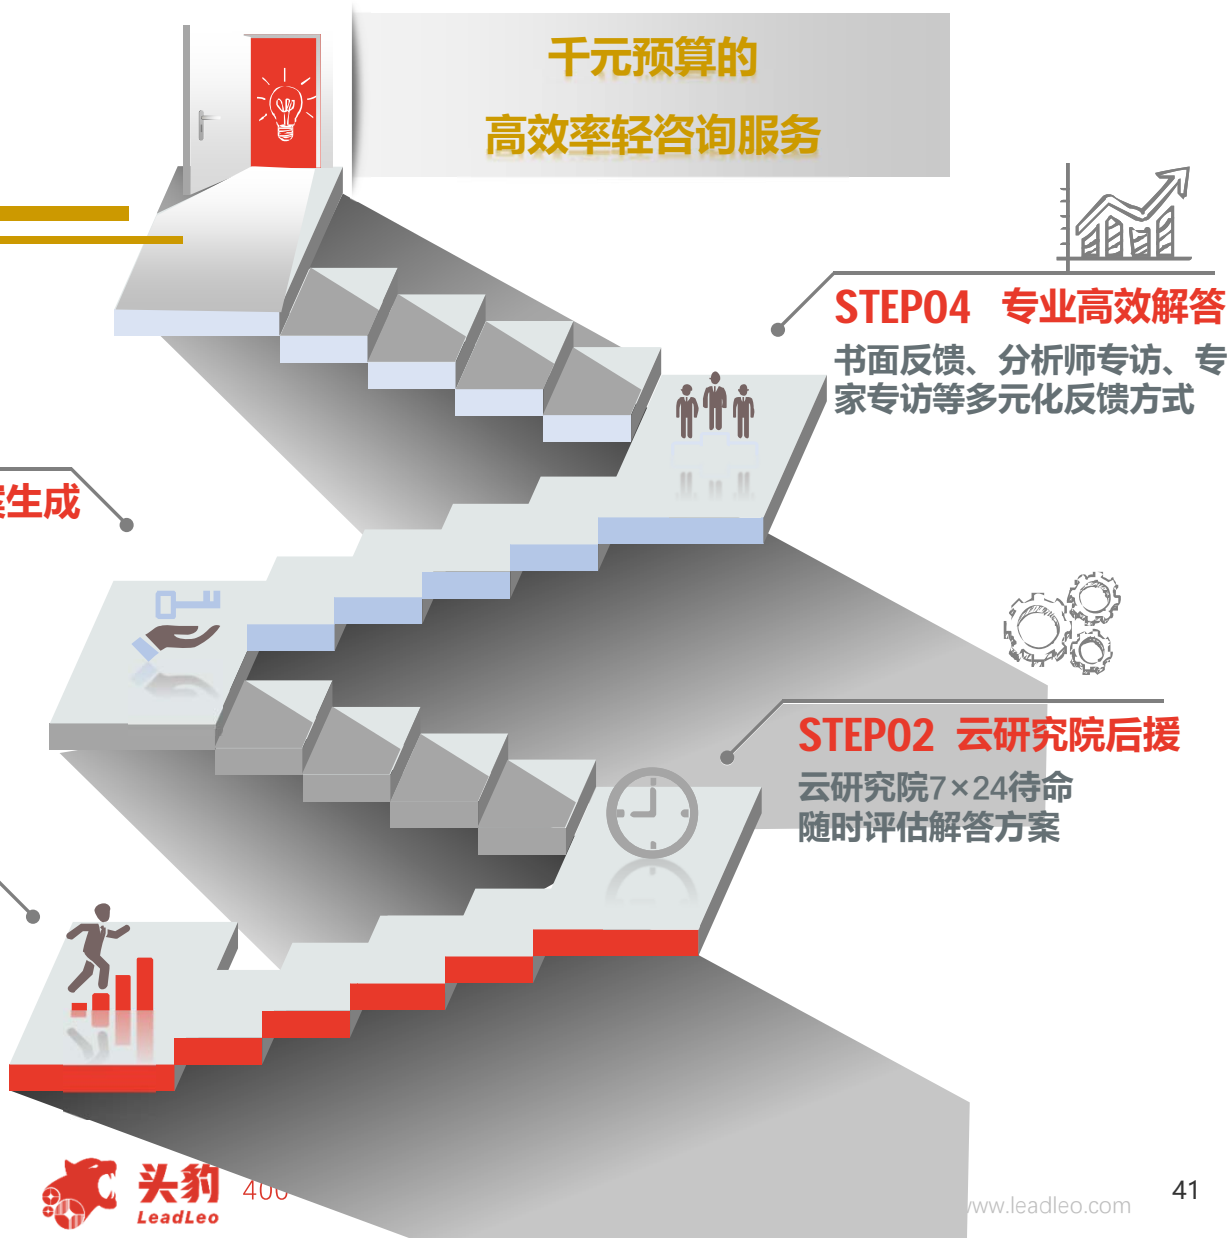 千元预算的
高效率轻咨询服务
STEP04 专业高效解答
书面反馈、分析师专访、专
家专访等多元化反馈方式
生成
STEP02 云研究院后援
云研究院7×24待命
随时评估解答方案
头豹
LeadLeo
400
www.leadleo.com
41